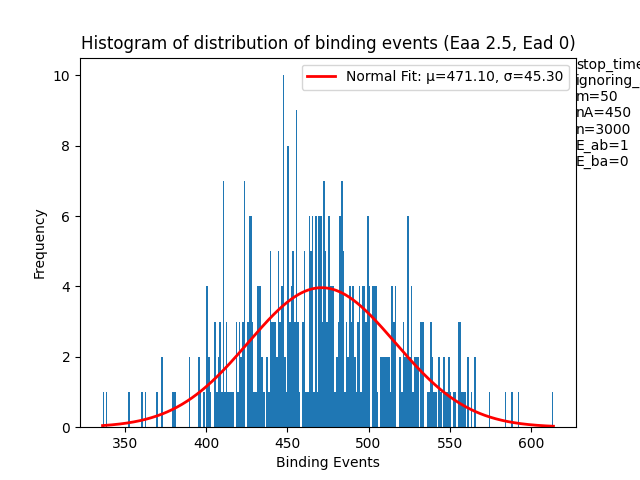 Histogram of distribution of binding events (Eaa 2.5, Ead 0)
Normal Fit: μ=471.10, σ=45.30
stop_time
ignoring_
m=50
nA=450
n=3000
E_ab=1
E_ba=0
Frequency
10
8
6
4
2
0
350 400 450 500 550 600
Binding Events